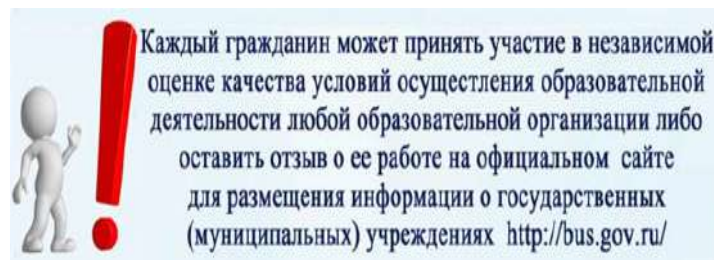 Каждый гражданин может принять участие в независимой
оценке качества условий осуществления образовательной
деятельности любой образовательной организации либо
оставить отзыв о ее работе на официальном сайте
для размещения информации о государственных
(муниципальных) учреждениях http://bus.gov.ru/